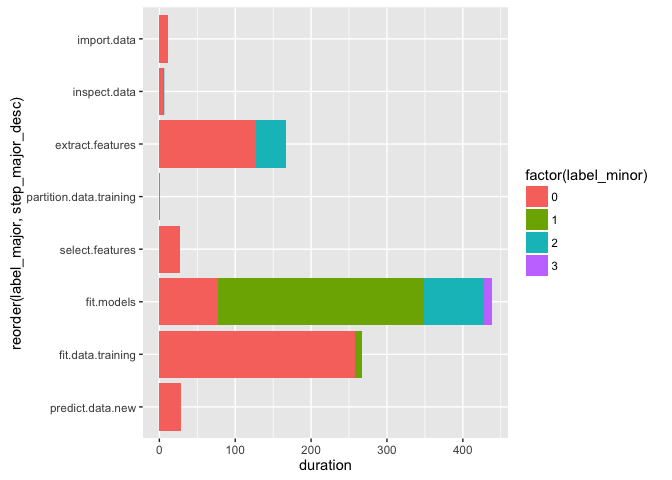 reorder(label_major, step_major_desc)
import.data
inspect.data
extract.features
partition.data.training
select.features
fit.models
fit.data.training
predict.data.new
0 100 200 300 400
duration
factor(label_minor)
0
1
2
3